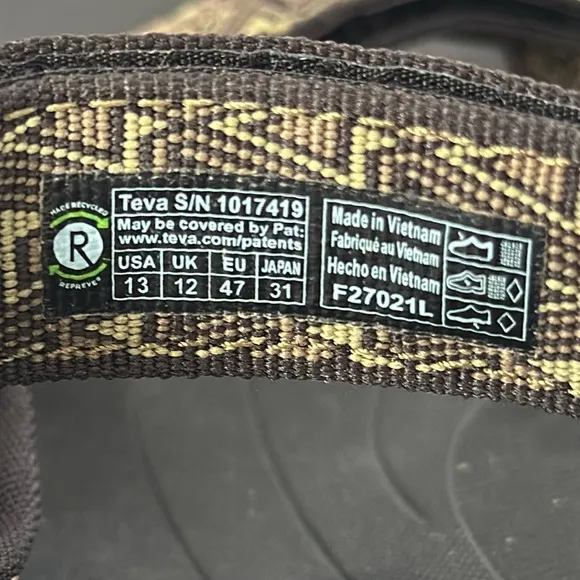 MADE RECYCLED
R
REPREVE
Teva S/N 1017419
May be covered by Pat:
www.teva.com/patents
USA UK EU JAPAN
13 12 47 31
Made in Vietnam
Fabriqué au Vietnam
Hecho en Vietnam
F27021L